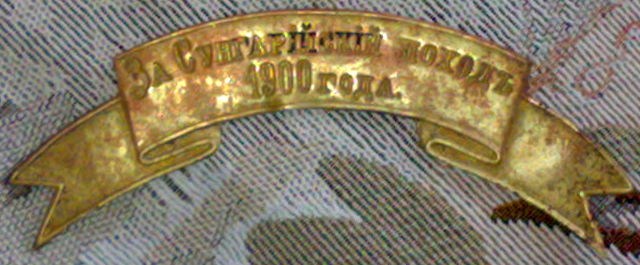 За Сунгарійскій походъ
1900 года.